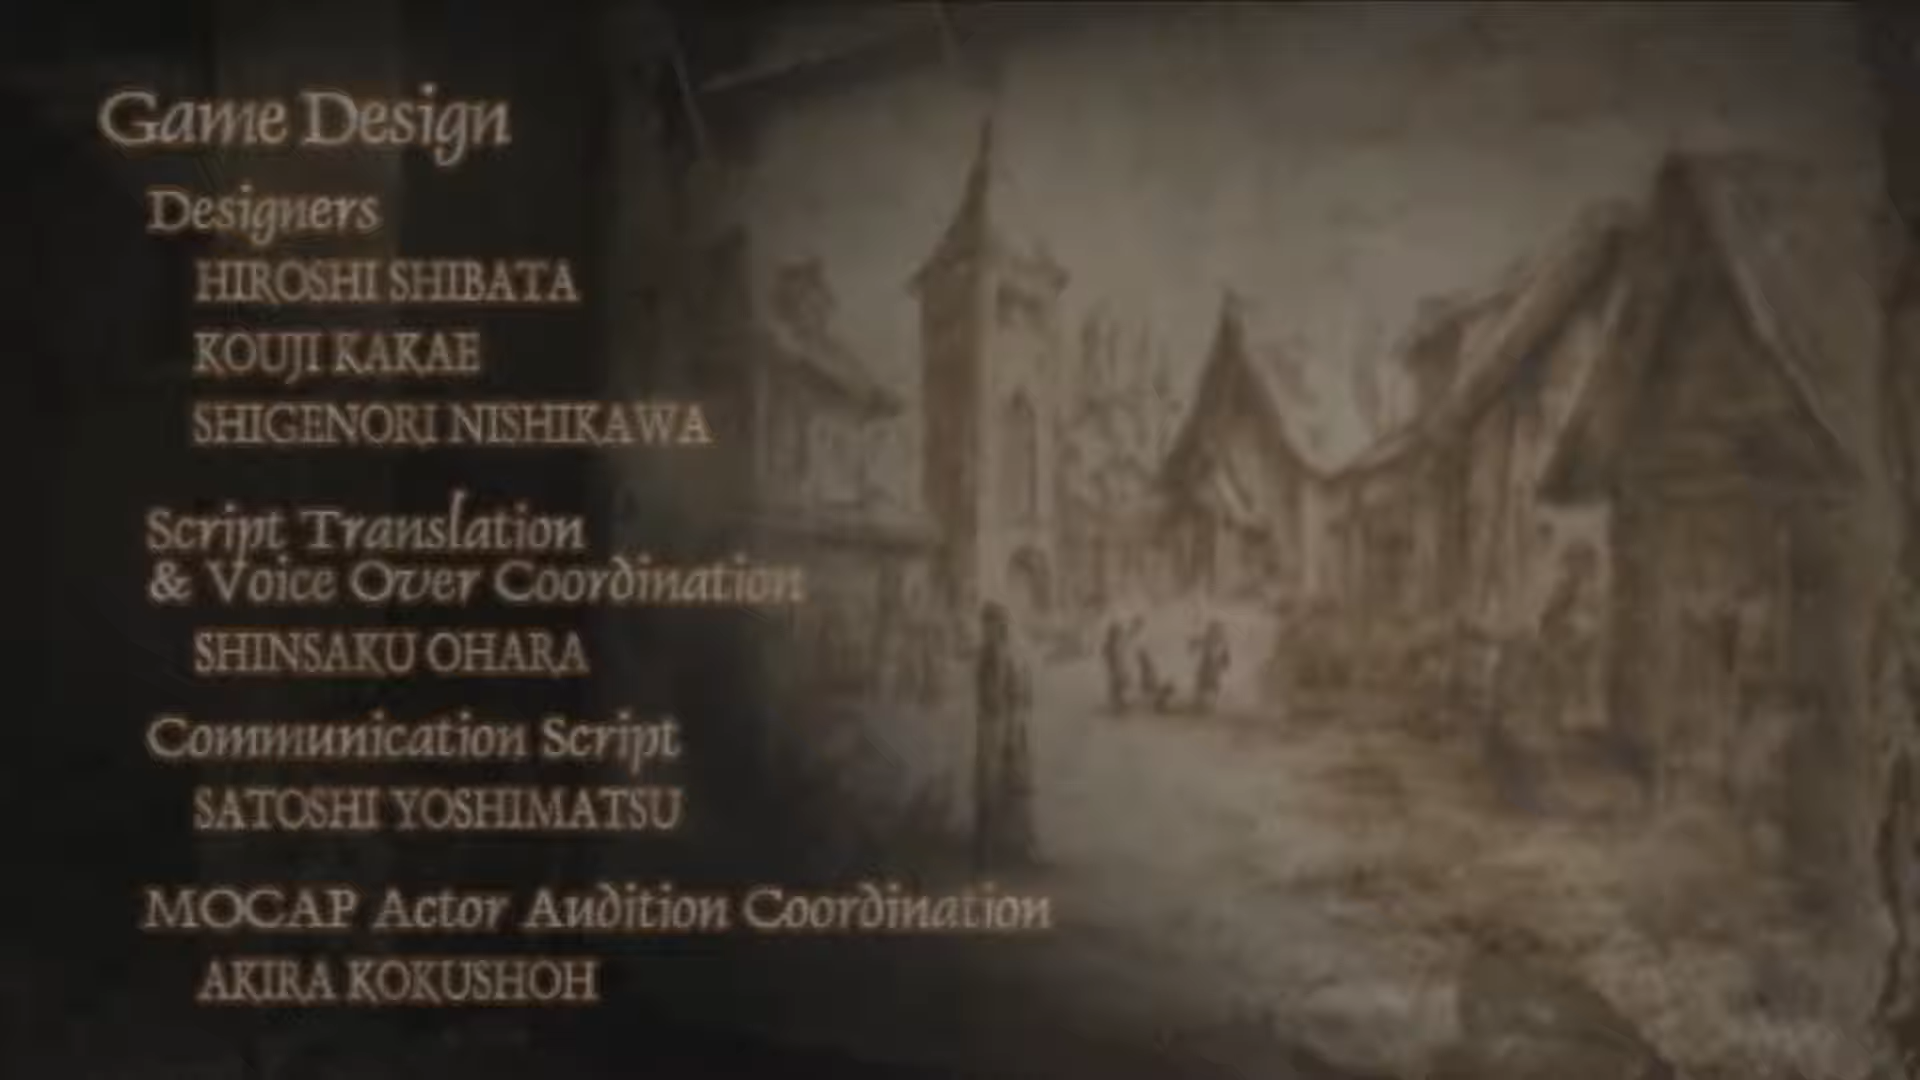 Game Design
Designers
HIROSHI SHIBATA
KOUJI KAKAE
SHIGENORI NISHIKAWA
Script Translation
& Voice Over Coordination
SHINSAKU OHARA
Communication Script
SATOSHI YOSHIMATSU
MOCAP Actor Audition Coordination
AKIRA KOKUSHOH